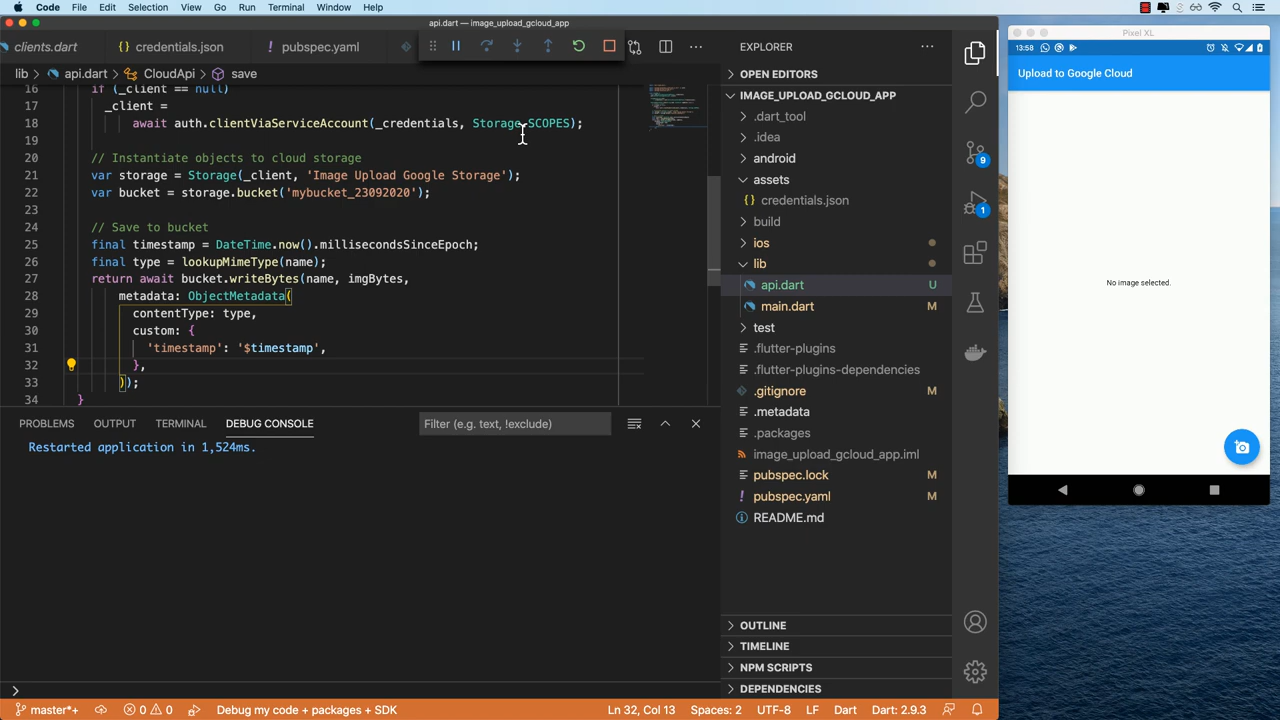 Code File Edit Selection View Go Run Terminal Window Help
api.dart — image_upload_gcloud_app
clients.dart credentials.json pubspec.yaml
lib > api.dart > CloudApi > save
16 if (_client == null)
17 _client =
18 await auth.clientViaServiceAccount(_credentials, Storage.SCOPES);
19
20 // Instantiate objects to cloud storage
21 var storage = Storage(_client, 'Image Upload Google Storage');
22 var bucket = storage.bucket('mybucket_23092020');
23
24 // Save to bucket
25 final timestamp = DateTime.now().millisecondsSinceEpoch;
26 final type = lookupMimeType(name);
27 return await bucket.writeBytes(name, imgBytes,
28 metadata: ObjectMetadata(
29 contentType: type,
30 custom: {
31 'timestamp': '$timestamp',
32 },
33 ));
34 }
PROBLEMS OUTPUT TERMINAL DEBUG CONSOLE Filter (e.g. text, !exclude)
Restarted application in 1,524ms.
EXPLORER
OPEN EDITORS
IMAGE_UPLOAD_GCLOUD_APP
.dart_tool
.idea
android
assets
{} credentials.json
build
ios
lib
api.dart U
main.dart M
test
.flutter-plugins
.flutter-plugins-dependencies
.gitignore M
.metadata
.packages
image_upload_gcloud_app.iml
pubspec.lock M
! pubspec.yaml M
README.md
OUTLINE
TIMELINE
NPM SCRIPTS
DEPENDENCIES
9
1
master*+ 0 0 Debug my code + packages + SDK Ln 32, Col 13 Spaces: 2 UTF-8 LF Dart Dart: 2.9.3
Pixel XL
13:58
Upload to Google Cloud
No image selected.